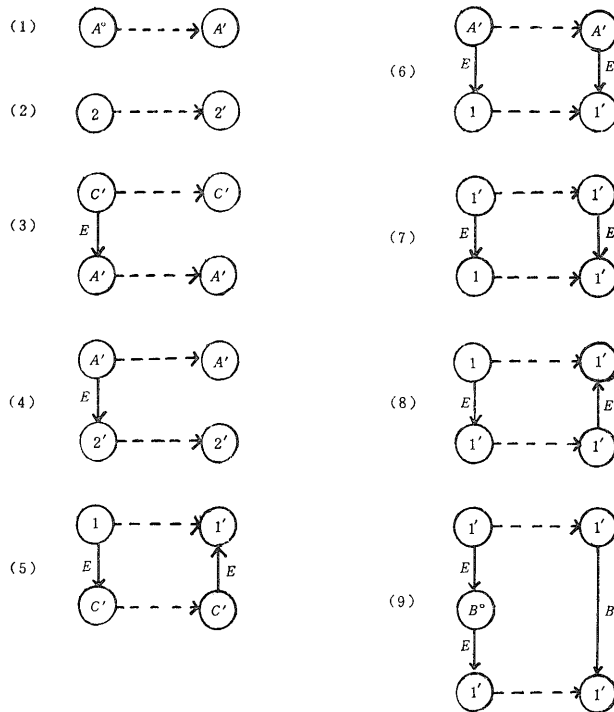 (1) A° A′
(2) 2 2′
(3) C′ C′
E
A′ A′
(4) A′ A′
E
2′ 2′
(5) 1 1′
E E
C′ C′
(6) A′ A′
E E
1 1′
(7) 1′ 1′
E E
1 1′
(8) 1 1′
E E
1′ 1′
(9) 1′ 1′
E
B° B
E
1′ 1′